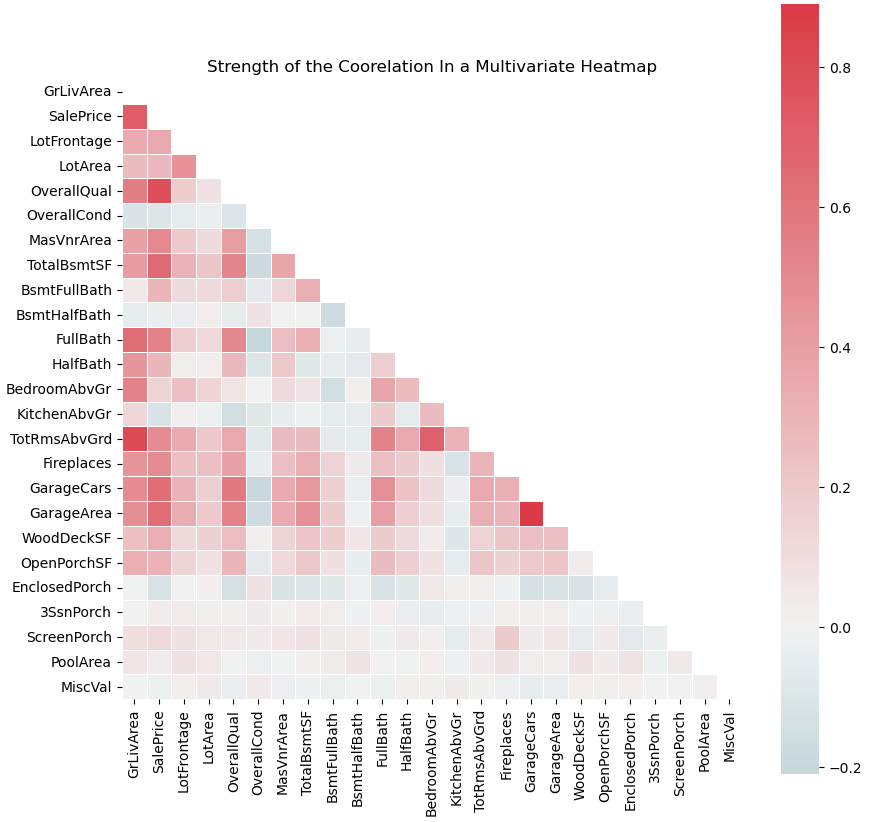 Strength of the Coorelation In a Multivariate Heatmap
GrLivArea
SalePrice
LotFrontage
LotArea
OverallQual
OverallCond
MasVnrArea
TotalBsmtSF
BsmtFullBath
BsmtHalfBath
FullBath
HalfBath
BedroomAbvGr
KitchenAbvGr
TotRmsAbvGrd
Fireplaces
GarageCars
GarageArea
WoodDeckSF
OpenPorchSF
EnclosedPorch
3SsnPorch
ScreenPorch
PoolArea
MiscVal
GrLivArea
SalePrice
LotFrontage
LotArea
OverallQual
OverallCond
MasVnrArea
TotalBsmtSF
BsmtFullBath
BsmtHalfBath
FullBath
HalfBath
BedroomAbvGr
KitchenAbvGr
TotRmsAbvGrd
Fireplaces
GarageCars
GarageArea
WoodDeckSF
OpenPorchSF
EnclosedPorch
3SsnPorch
ScreenPorch
PoolArea
MiscVal
0.8
0.6
0.4
0.2
0.0
−0.2